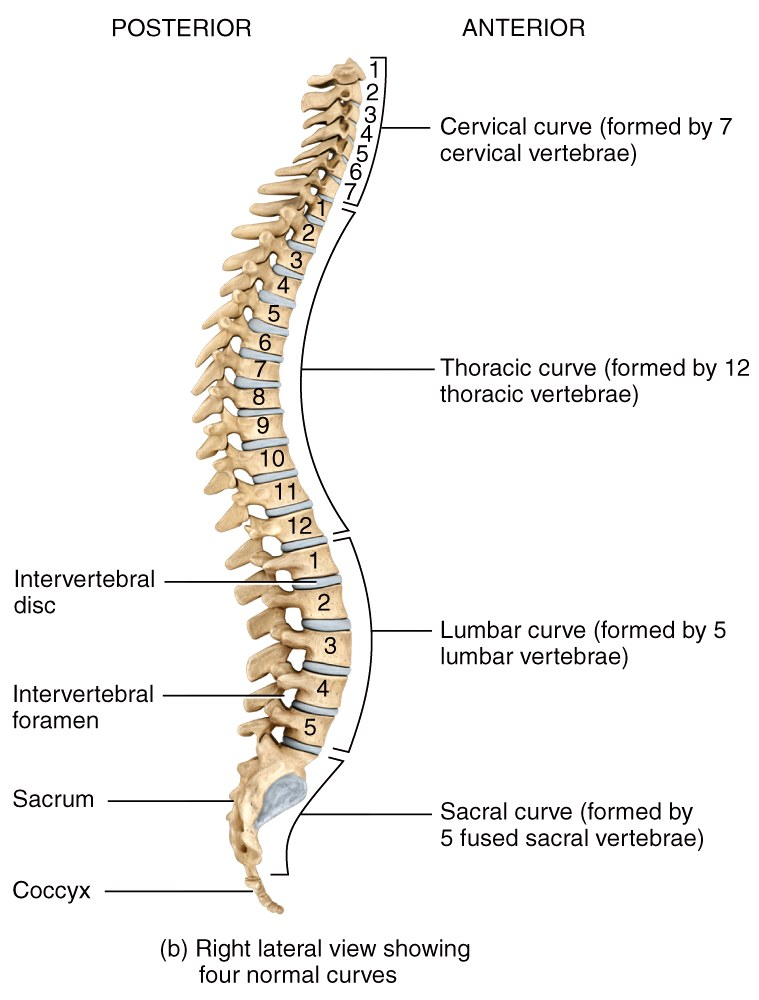 POSTERIOR
ANTERIOR
1
2
3
4
5
6
7
Cervical curve (formed by 7
cervical vertebrae)
1
2
3
4
5
6
7
8
9
10
11
12
Thoracic curve (formed by 12
thoracic vertebrae)
1
Intervertebral
disc
2
3
4
5
Lumbar curve (formed by 5
lumbar vertebrae)
Intervertebral
foramen
Sacrum
Sacral curve (formed by
5 fused sacral vertebrae)
Coccyx
(b) Right lateral view showing
four normal curves